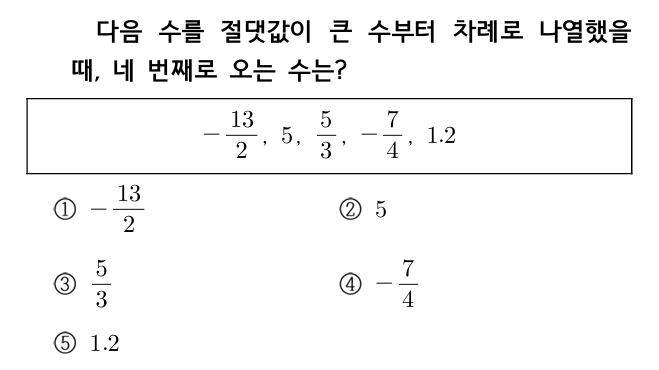 다음 수를 절댓값이 큰 수부터 차례로 나열했을
때, 네 번째로 오는 수는?
$-\frac{13}{2}$, 5, $\frac{5}{3}$, $-\frac{7}{4}$, 1.2
① $-\frac{13}{2}$ ② 5
③ $\frac{5}{3}$ ④ $-\frac{7}{4}$
⑤ 1.2